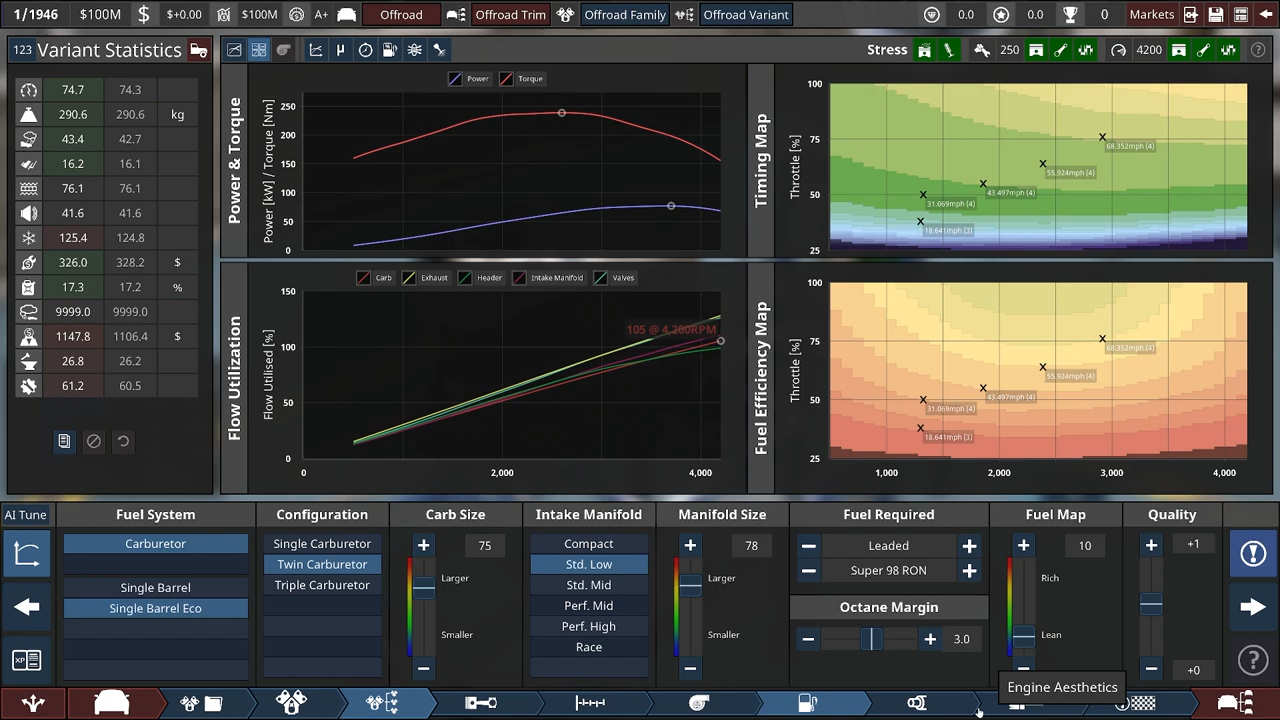 1/1946 $100M $+0.00 $100M A+ Offroad Offroad Trim Offroad Family Offroad Variant 0.0 0.0 0 Markets
123 Variant Statistics
Stress 250 4200
74.7 74.3
290.6 290.6 kg
43.4 42.7
16.2 16.1
76.1 76.1
41.6 41.6
125.4 124.8
326.0 328.2 $
17.3 17.2 %
9999.0 9999.0
1147.8 1106.4 $
26.8 26.2
61.2 60.5
Power & Torque
Power [kW] / Torque [Nm]
Power Torque
250
200
150
100
50
0
Timing Map
Throttle [%]
100
75
50
25
68.352mph (4)
55.924mph (4)
43.497mph (4)
31.069mph (4)
18.641mph (3)
Flow Utilization
Flow Utilised [%]
Carb Exhaust Header Intake Manifold Valves
150
100
50
0
105 @ 4,200RPM
0 2,000 4,000
Fuel Efficiency Map
Throttle [%]
100
75
50
25
68.352mph (4)
55.924mph (4)
43.497mph (4)
31.069mph (4)
18.641mph (3)
1,000 2,000 3,000 4,000
AI Tune
Fuel System
Carburetor
Single Barrel
Single Barrel Eco
Configuration
Single Carburetor
Twin Carburetor
Triple Carburetor
Carb Size
75
Larger
Smaller
Intake Manifold
Compact
Std. Low
Std. Mid
Perf. Mid
Perf. High
Race
Manifold Size
78
Larger
Smaller
Fuel Required
Leaded
Super 98 RON
Octane Margin
3.0
Fuel Map
10
Rich
Lean
Quality
+1
+0
XP
Engine Aesthetics